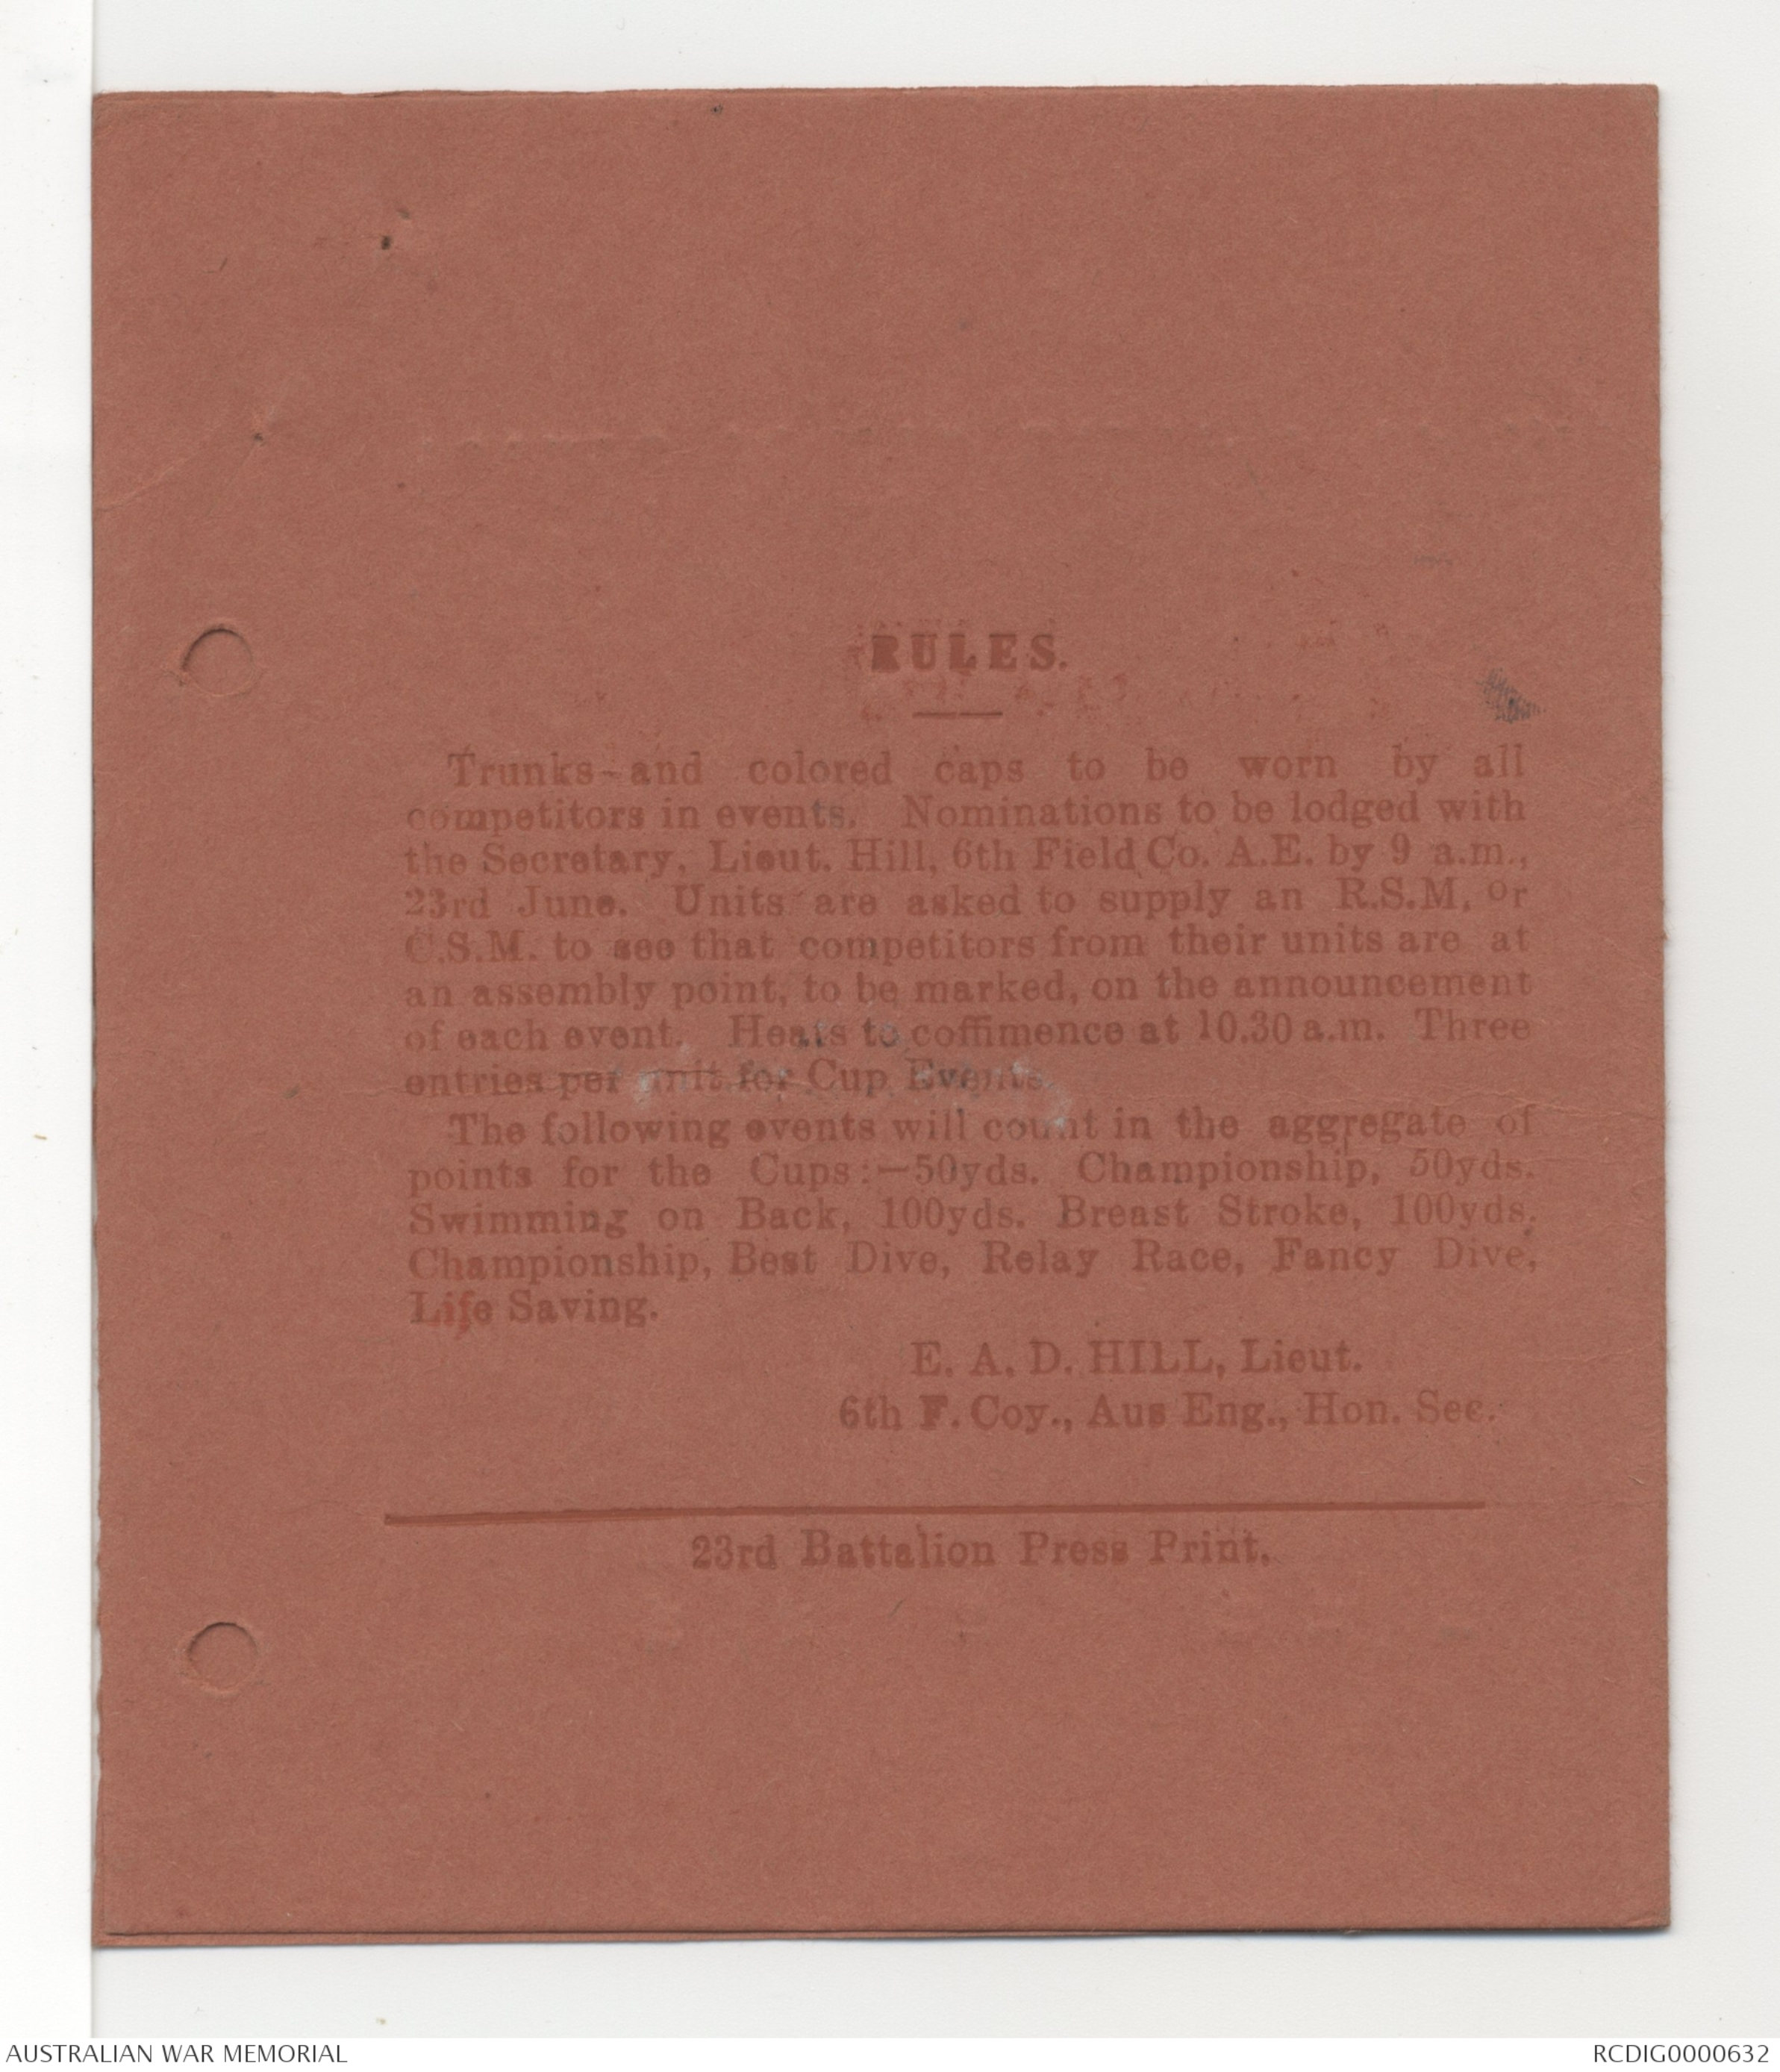 RULES.
Trunks-and colored caps to be worn by all
competitors in events. Nominations to be lodged with
the Secretary, Lieut. Hill, 6th Field Co. A.E. by 9 a.m.,
23rd June. Units are asked to supply an R.S.M. or
C.S.M. to see that competitors from their units are at
an assembly point, to be marked, on the announcement
of each event. Heats to coffimence at 10.30 a.m. Three
entries per unit for Cup Events.
The following events will count in the aggregate of
points for the Cups:—50yds. Championship, 50yds.
Swimming on Back, 100yds. Breast Stroke, 100yds.
Championship, Best Dive, Relay Race, Fancy Dive,
Life Saving.
E. A. D. HILL, Lieut.
6th F. Coy., Aus Eng., Hon. Sec.
23rd Battalion Press Print.
AUSTRALIAN WAR MEMORIAL
RCDIG0000632